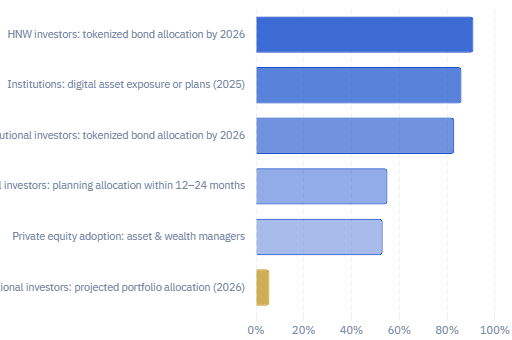 HNW investors: tokenized bond allocation by 2026
Institutions: digital asset exposure or plans (2025)
utional investors: tokenized bond allocation by 2026
l investors: planning allocation within 12–24 months
Private equity adoption: asset & wealth managers
ional investors: projected portfolio allocation (2026)
0% 20% 40% 60% 80% 100%